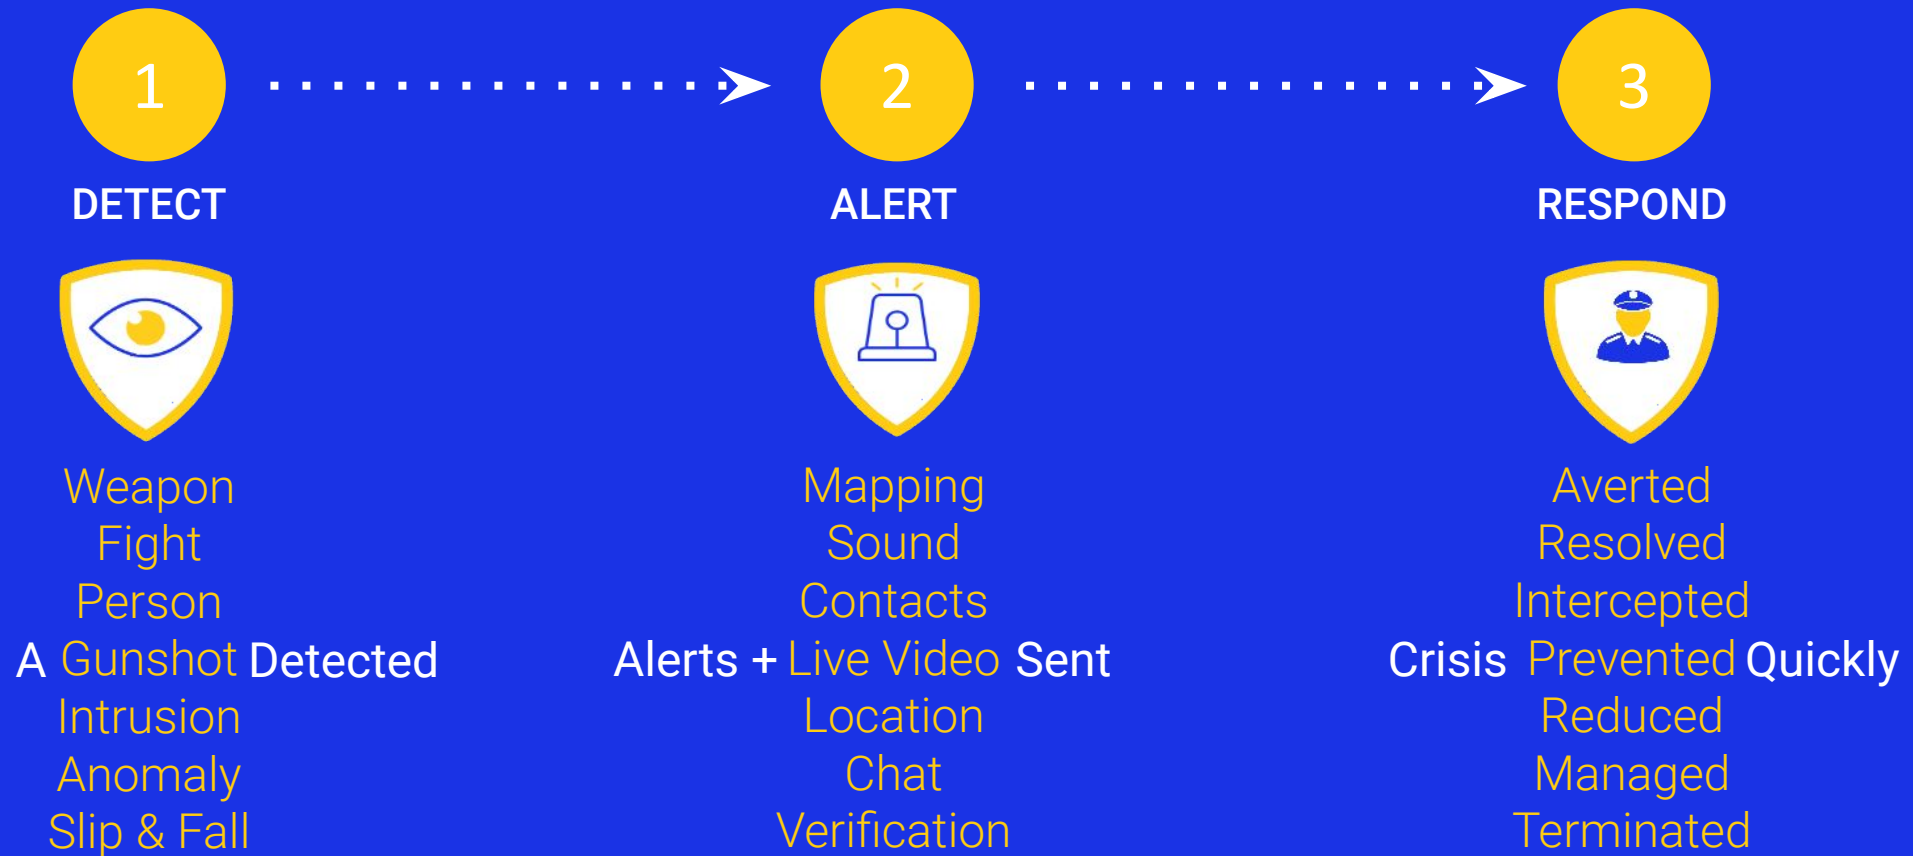 1
2
3
DETECT
ALERT
RESPOND
Weapon
Fight
Person
A Gunshot Detected
Intrusion
Anomaly
Slip & Fall
Mapping
Sound
Contacts
Alerts + Live Video Sent
Location
Chat
Verification
Averted
Resolved
Intercepted
Crisis Prevented Quickly
Reduced
Managed
Terminated